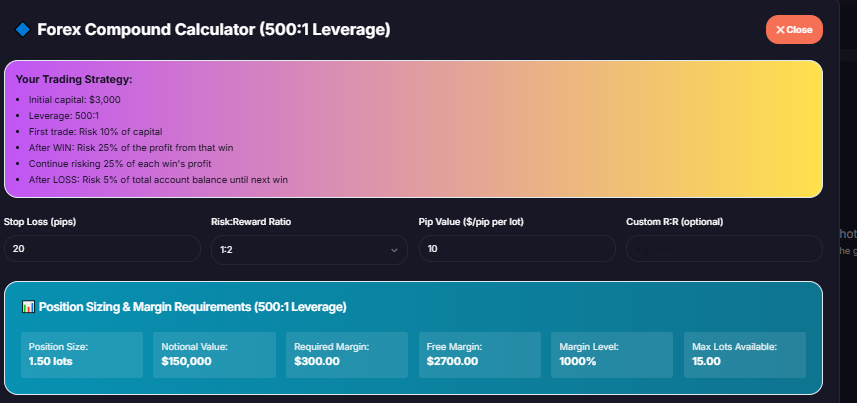 Forex Compound Calculator (500:1 Leverage)
X Close
Your Trading Strategy:
• Initial capital: $3,000
• Leverage: 500:1
• First trade: Risk 10% of capital
• After WIN: Risk 25% of the profit from that win
• Continue risking 25% of each win's profit
• After LOSS: Risk 5% of total account balance until next win
Stop Loss (pips) Risk:Reward Ratio Pip Value ($/pip per lot) Custom R:R (optional)
20 1:2 10
Position Sizing & Margin Requirements (500:1 Leverage)
Position Size: Notional Value: Required Margin: Free Margin: Margin Level: Max Lots Available:
1.50 lots $150,000 $300.00 $2700.00 1000% 15.00